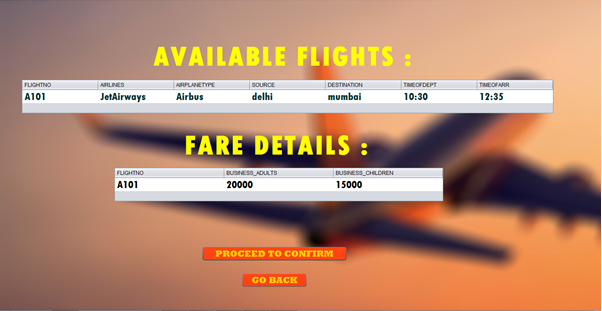 AVAILABLE FLIGHTS :
FLIGHTNO AIRLINES AIRPLANETYPE SOURCE DESTINATION TIMEOFDEPT TIMEOFARR
A101 JetAirways Airbus delhi mumbai 10:30 12:35
FARE DETAILS :
FLIGHTNO BUSINESS_ADULTS BUSINESS_CHILDREN
A101 20000 15000
PROCEED TO CONFIRM
GO BACK